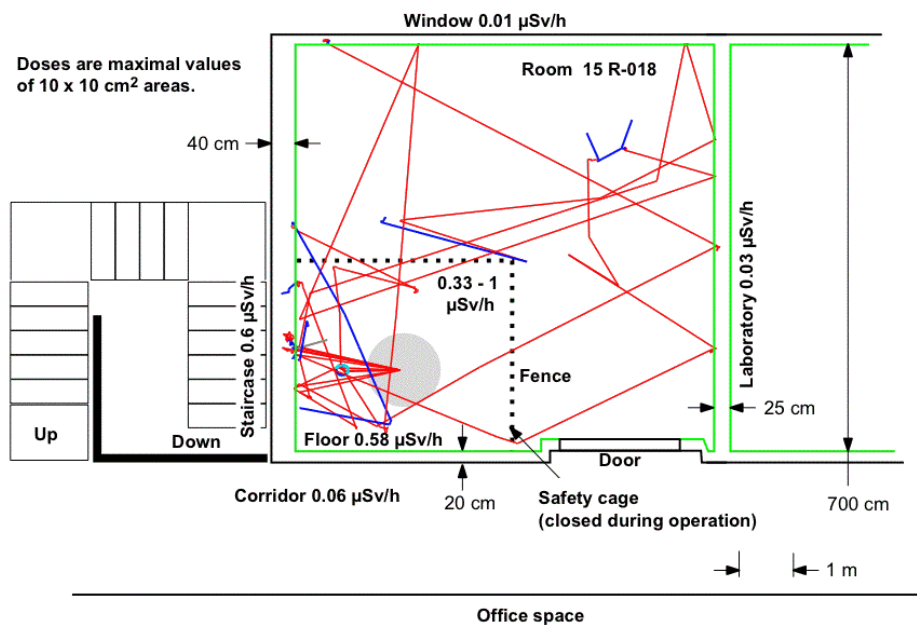 Window 0.01 µSv/h
Doses are maximal values
of 10 x 10 cm² areas.
Room 15 R-018
40 cm
Staircase 0.6 µSv/h
0.33 - 1
µSv/h
Laboratory 0.03 µSv/h
Fence
25 cm
Up
Down
Floor 0.58 µSv/h
Door
Corridor 0.06 µSv/h
20 cm
Safety cage
(closed during operation)
700 cm
1 m
Office space